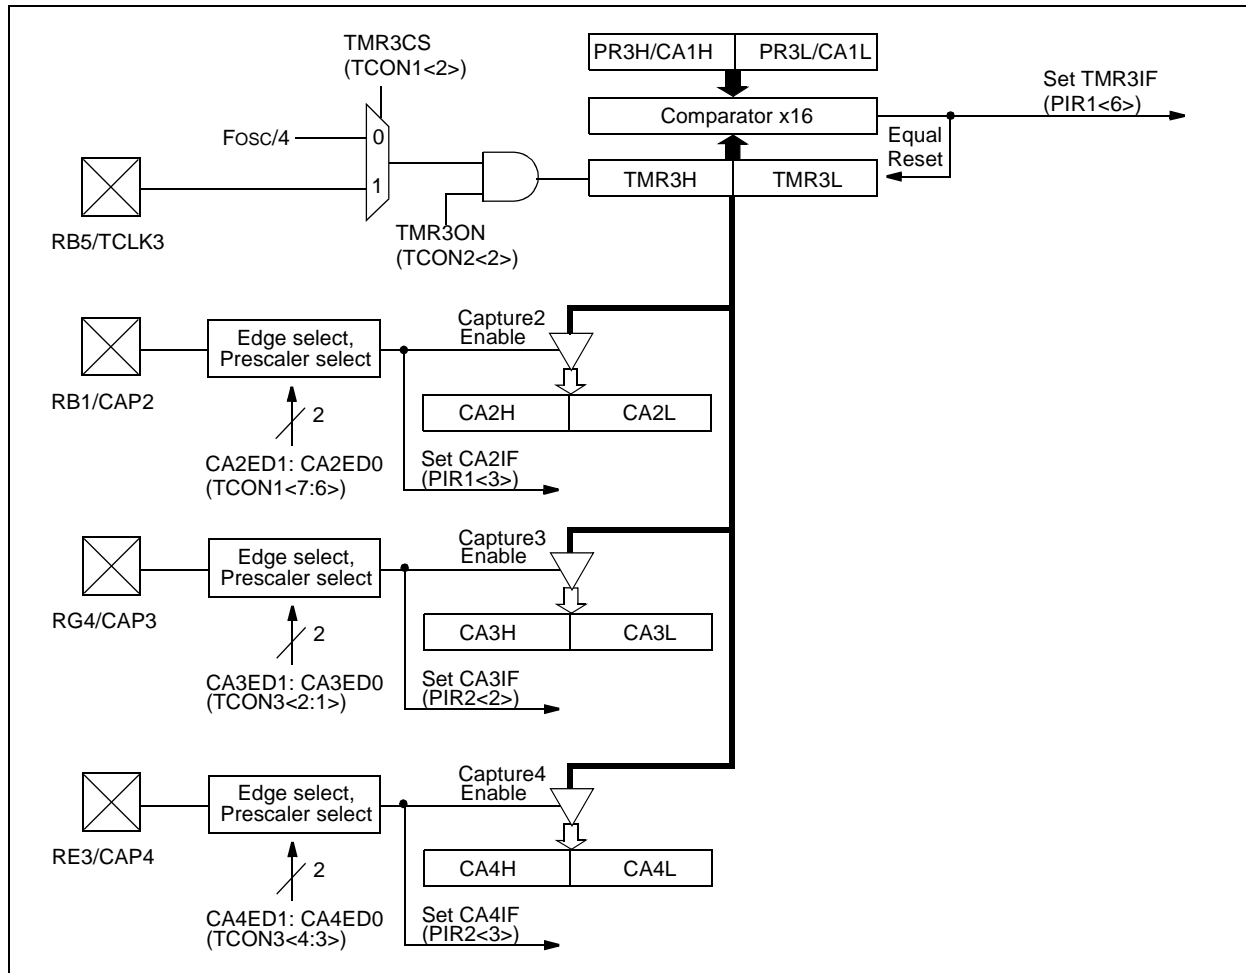 TMR3CS
(TCON1<2>)
PR3H/CA1H
PR3L/CA1L
Set TMR3IF
(PIR1<6>)
Comparator x16
FOSC/4
0
1
Equal
Reset
TMR3H
TMR3L
RB5/TCLK3
TMR3ON
(TCON2<2>)
Capture2
Enable
Edge select,
Prescaler select
RB1/CAP2
2
CA2H
CA2L
CA2ED1: CA2ED0
(TCON1<7:6>)
Set CA2IF
(PIR1<3>)
Capture3
Enable
Edge select,
Prescaler select
RG4/CAP3
2
CA3H
CA3L
CA3ED1: CA3ED0
(TCON3<2:1>)
Set CA3IF
(PIR2<2>)
Capture4
Enable
Edge select,
Prescaler select
RE3/CAP4
2
CA4H
CA4L
CA4ED1: CA4ED0
(TCON3<4:3>)
Set CA4IF
(PIR2<3>)